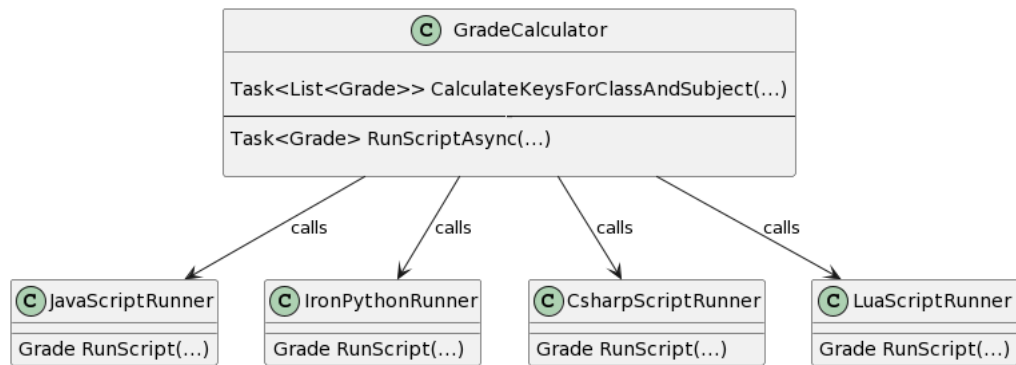 C GradeCalculator
Task<List<Grade>> CalculateKeysForClassAndSubject(...)
Task<Grade> RunScriptAsync(...)
calls
calls
calls
calls
C JavaScriptRunner
Grade RunScript(...)
C IronPythonRunner
Grade RunScript(...)
C CsharpScriptRunner
Grade RunScript(...)
C LuaScriptRunner
Grade RunScript(...)